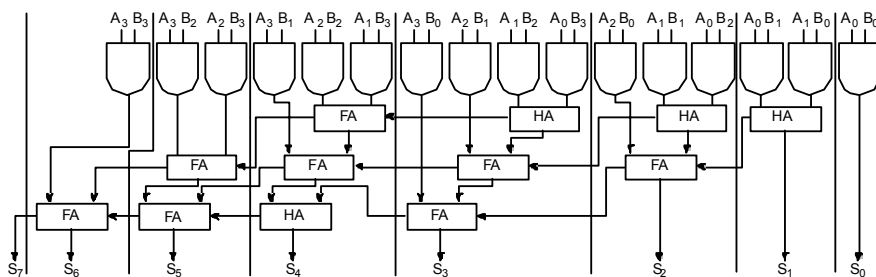 A3 B3 A3 B2 A2 B3 A3 B1 A2 B2 A1 B3 A3 B0 A2 B1 A1 B2 A0 B3 A2 B0 A1 B1 A0 B2 A1 B0 A0 B1 A0 B0
FA HA HA HA
FA FA FA FA
FA FA HA FA
S7 S6 S5 S4 S3 S2 S1 S0